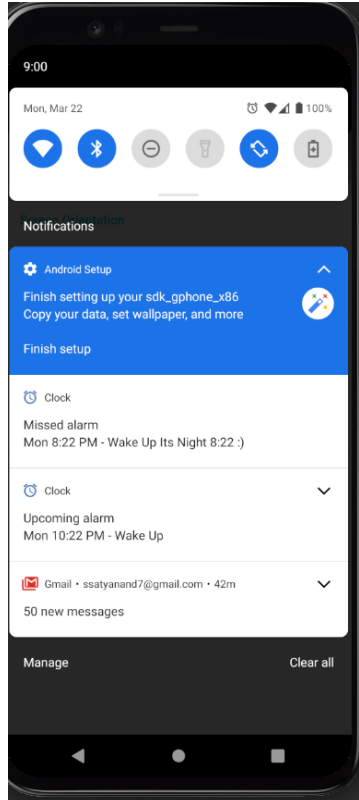 9:00
Mon, Mar 22
100%
Screen Orientation
Notifications
Android Setup
Finish setting up your sdk_gphone_x86
Copy your data, set wallpaper, and more
Finish setup
Clock
Missed alarm
Mon 8:22 PM - Wake Up Its Night 8:22 :)
Clock
Upcoming alarm
Mon 10:22 PM - Wake Up
Gmail • ssatyanand7@gmail.com • 42m
50 new messages
Manage
Clear all